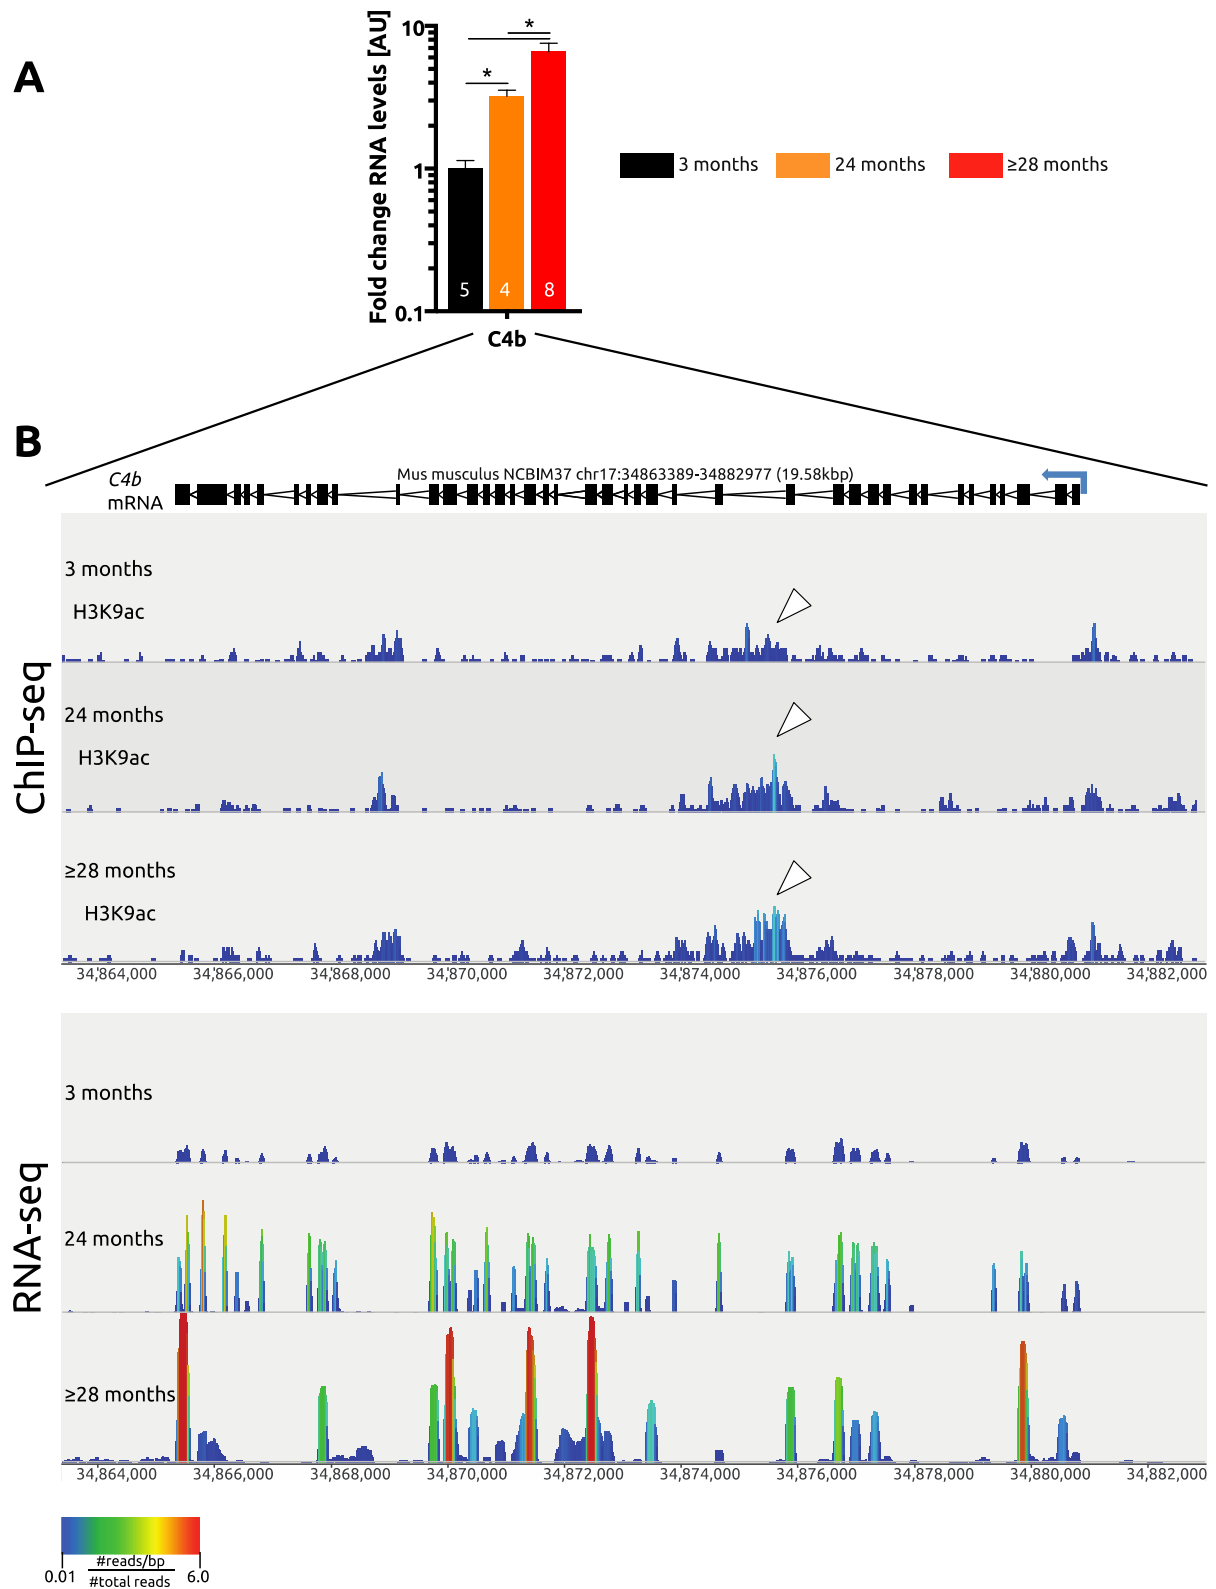 A
Fold change RNA levels [AU]
10
1
0.1
*
*
5
4
8
C4b
3 months
24 months
≥28 months
B
C4b
mRNA
Mus musculus NCBIM37 chr17:34863389-34882977 (19.58kbp)
ChIP-seq
3 months
H3K9ac
24 months
H3K9ac
≥28 months
H3K9ac
34,864,000 34,866,000 34,868,000 34,870,000 34,872,000 34,874,000 34,876,000 34,878,000 34,880,000 34,882,000
RNA-seq
3 months
24 months
≥28 months
34,864,000 34,866,000 34,868,000 34,870,000 34,872,000 34,874,000 34,876,000 34,878,000 34,880,000 34,882,000
0.01
#reads/bp
#total reads
6.0